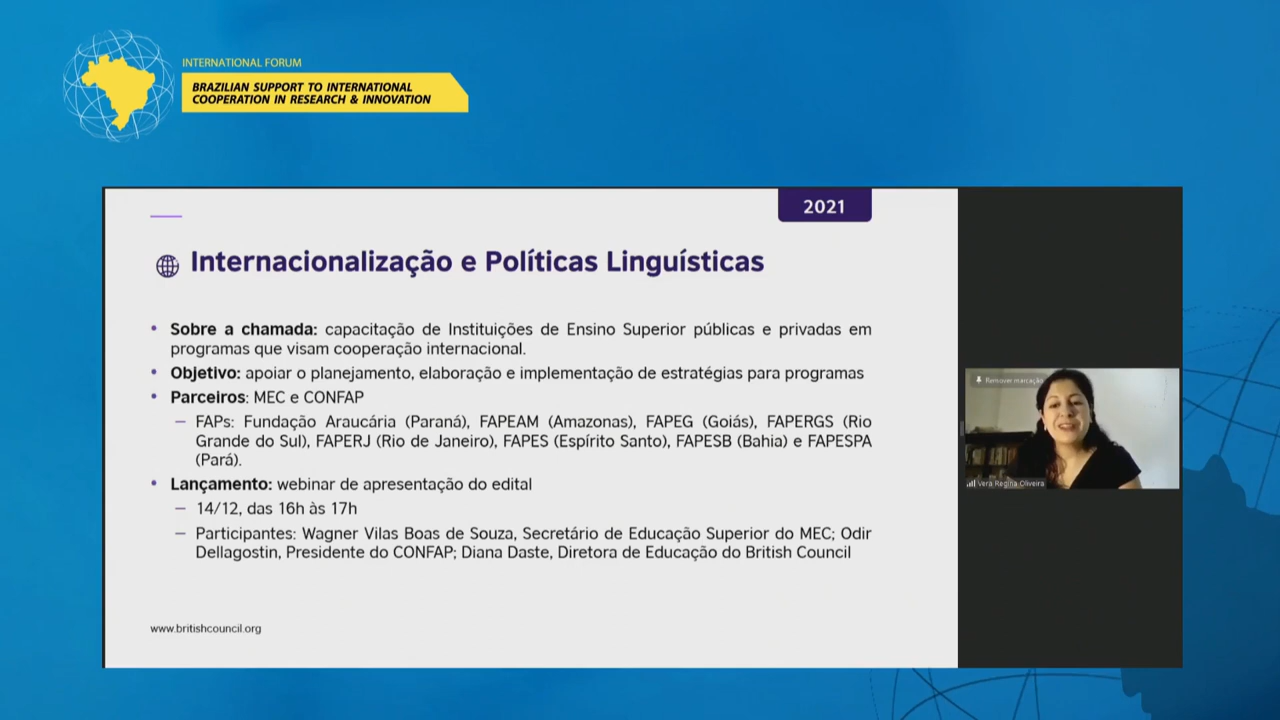 INTERNATIONAL FORUM
BRAZILIAN SUPPORT TO INTERNATIONAL
COOPERATION IN RESEARCH & INNOVATION
2021
Internacionalização e Políticas Linguísticas
• Sobre a chamada: capacitação de Instituições de Ensino Superior públicas e privadas em
programas que visam cooperação internacional.
• Objetivo: apoiar o planejamento, elaboração e implementação de estratégias para programas
• Parceiros: MEC e CONFAP
– FAPs: Fundação Araucária (Paraná), FAPEAM (Amazonas), FAPEG (Goiás), FAPERGS (Rio
Grande do Sul), FAPERJ (Rio de Janeiro), FAPES (Espírito Santo), FAPESB (Bahia) e FAPESPA
(Pará).
• Lançamento: webinar de apresentação do edital
– 14/12, das 16h às 17h
– Participantes: Wagner Vilas Boas de Souza, Secretário de Educação Superior do MEC; Odir
Dellagostin, Presidente do CONFAP; Diana Daste, Diretora de Educação do British Council
www.britishcouncil.org
Remover marcação
Vera Regina Oliveira